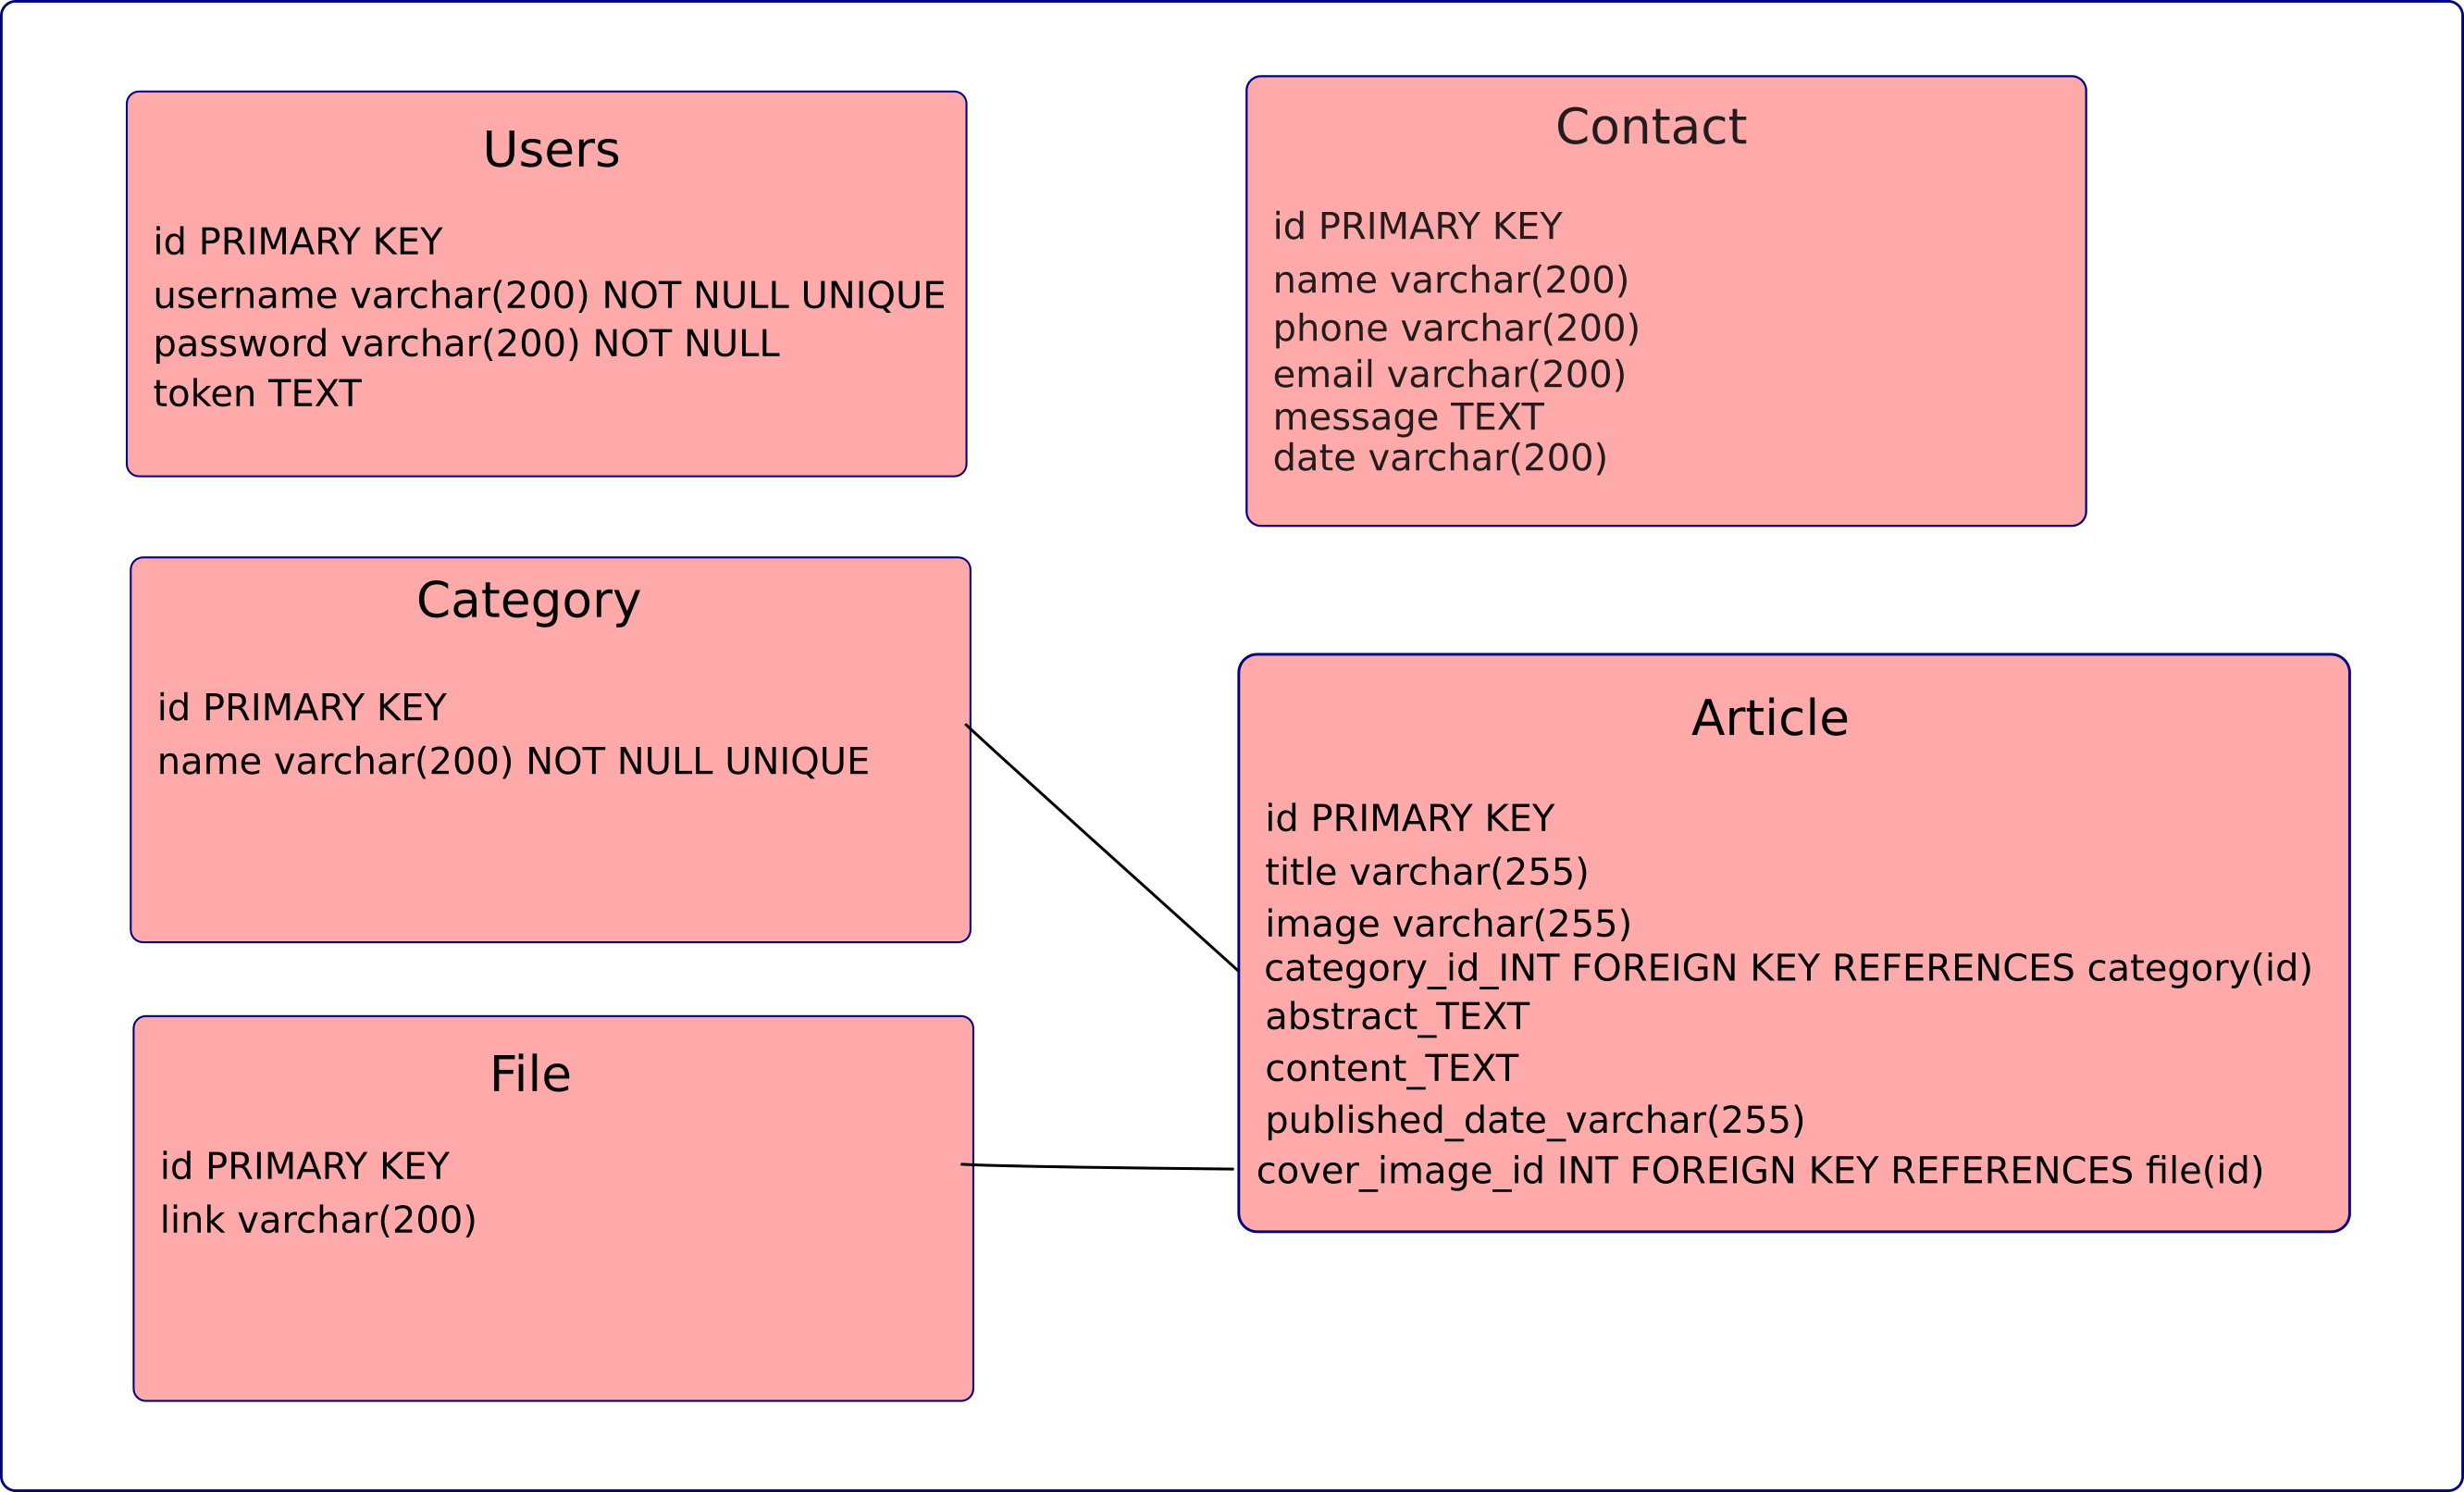 Users
id PRIMARY KEY
username varchar(200) NOT NULL UNIQUE
password varchar(200) NOT NULL
token TEXT
Contact
id PRIMARY KEY
name varchar(200)
phone varchar(200)
email varchar(200)
message TEXT
date varchar(200)
Category
id PRIMARY KEY
name varchar(200) NOT NULL UNIQUE
Article
id PRIMARY KEY
title varchar(255)
image varchar(255)
category_id_INT FOREIGN KEY REFERENCES category(id)
abstract_TEXT
content_TEXT
published_date_varchar(255)
cover_image_id INT FOREIGN KEY REFERENCES file(id)
File
id PRIMARY KEY
link varchar(200)